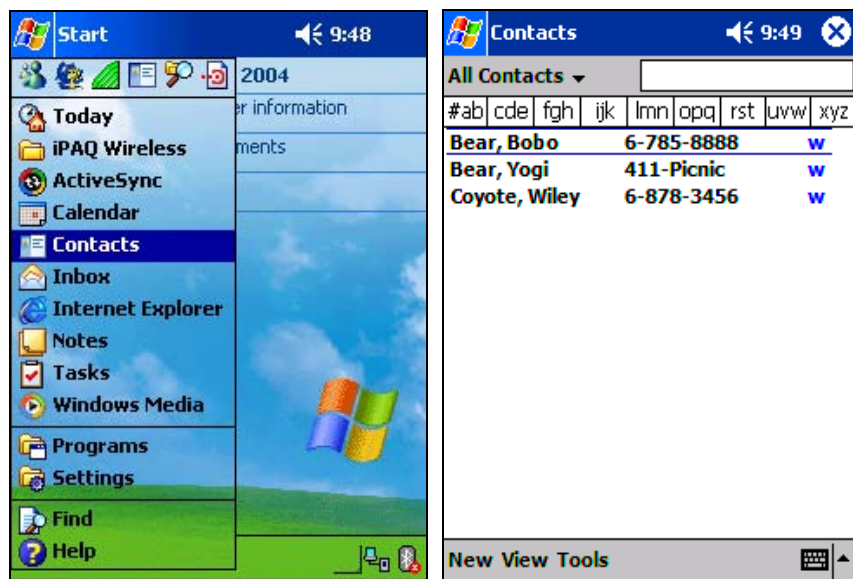 Start 9:48
2004
er information
Today
iPAQ Wireless
ments
ActiveSync
Calendar
Contacts
Inbox
Internet Explorer
Notes
Tasks
Windows Media
Programs
Settings
Find
Help
Contacts 9:49
All Contacts
#ab cde fgh ijk lmn opq rst uvw xyz
Bear, Bobo 6-785-8888 w
Bear, Yogi 411-Picnic w
Coyote, Wiley 6-878-3456 w
New View Tools